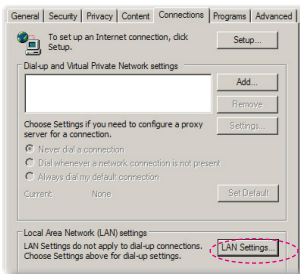 General Security Privacy Content Connections Programs Advanced
To set up an Internet connection, click Setup.
Setup...
Dial-up and Virtual Private Network settings
Add...
Remove
Choose Settings if you need to configure a proxy server for a connection.
Settings...
Never dial a connection
Dial whenever a network connection is not present
Always dial my default connection
Current: None
Set Default
Local Area Network (LAN) settings
LAN Settings do not apply to dial-up connections.
Choose Settings above for dial-up settings.
LAN Settings...